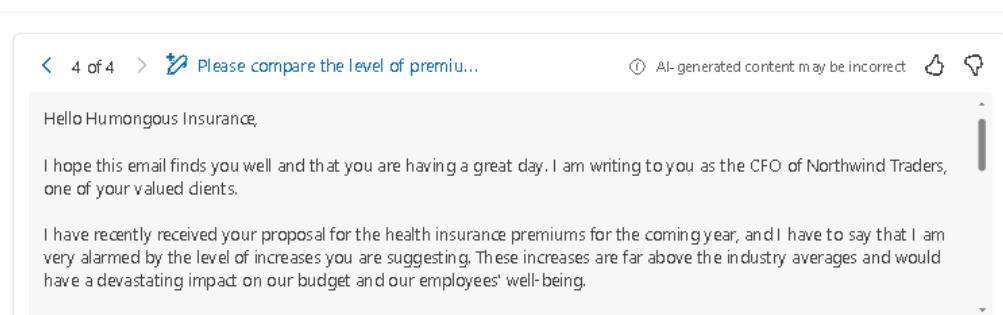 4 of 4 Please compare the level of premiu... AI-generated content may be incorrect
Hello Humongous Insurance,
I hope this email finds you well and that you are having a great day. I am writing to you as the CFO of Northwind Traders,
one of your valued clients.
I have recently received your proposal for the health insurance premiums for the coming year, and I have to say that I am
very alarmed by the level of increases you are suggesting. These increases are far above the industry averages and would
have a devastating impact on our budget and our employees' well-being.